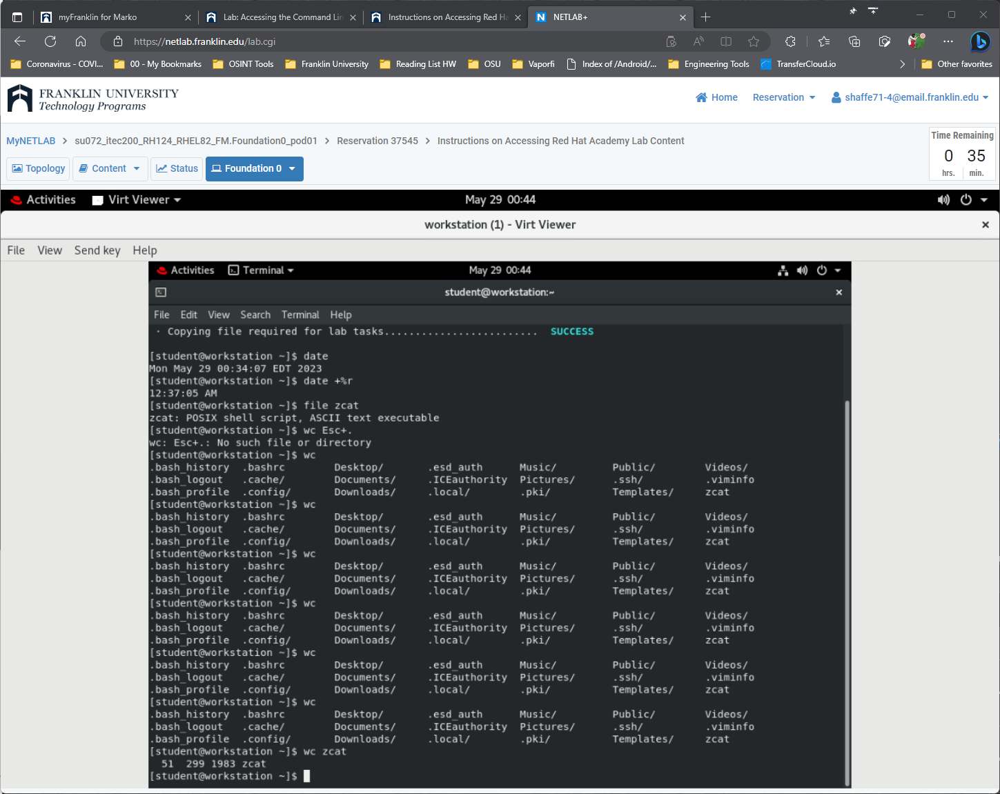 myFranklin for Marko
Lab: Accessing the Command Lin
Instructions on Accessing Red Ha
NETLAB+
https://netlab.franklin.edu/lab.cgi
Coronavirus - COVI...
00 - My Bookmarks
OSINT Tools
Franklin University
Reading List HW
OSU
Vaporfi
Index of /Android/...
Engineering Tools
TransferCloud.io
Other favorites
FRANKLIN UNIVERSITY
Technology Programs
Home
Reservation
shaffe71-4@email.franklin.edu
MyNETLAB > su072_itec200_RH124_RHEL82_FM.Foundation0_pod01 > Reservation 37545 > Instructions on Accessing Red Hat Academy Lab Content
Time Remaining
0 35
hrs. min.
Topology
Content
Status
Foundation 0
Activities Virt Viewer May 29 00:44
workstation (1) - Virt Viewer
File View Send key Help
Activities Terminal May 29 00:44
student@workstation:~
File Edit View Search Terminal Help
· Copying file required for lab tasks......................... SUCCESS
[student@workstation ~]$ date
Mon May 29 00:34:07 EDT 2023
[student@workstation ~]$ date +%r
12:37:05 AM
[student@workstation ~]$ file zcat
zcat: POSIX shell script, ASCII text executable
[student@workstation ~]$ wc Esc+.
wc: Esc+.: No such file or directory
[student@workstation ~]$ wc
.bash_history .bashrc Desktop/ .esd_auth Music/ Public/ Videos/
.bash_logout .cache/ Documents/ .ICEauthority Pictures/ .ssh/ .viminfo
.bash_profile .config/ Downloads/ .local/ .pki/ Templates/ zcat
[student@workstation ~]$ wc
.bash_history .bashrc Desktop/ .esd_auth Music/ Public/ Videos/
.bash_logout .cache/ Documents/ .ICEauthority Pictures/ .ssh/ .viminfo
.bash_profile .config/ Downloads/ .local/ .pki/ Templates/ zcat
[student@workstation ~]$ wc
.bash_history .bashrc Desktop/ .esd_auth Music/ Public/ Videos/
.bash_logout .cache/ Documents/ .ICEauthority Pictures/ .ssh/ .viminfo
.bash_profile .config/ Downloads/ .local/ .pki/ Templates/ zcat
[student@workstation ~]$ wc
.bash_history .bashrc Desktop/ .esd_auth Music/ Public/ Videos/
.bash_logout .cache/ Documents/ .ICEauthority Pictures/ .ssh/ .viminfo
.bash_profile .config/ Downloads/ .local/ .pki/ Templates/ zcat
[student@workstation ~]$ wc
.bash_history .bashrc Desktop/ .esd_auth Music/ Public/ Videos/
.bash_logout .cache/ Documents/ .ICEauthority Pictures/ .ssh/ .viminfo
.bash_profile .config/ Downloads/ .local/ .pki/ Templates/ zcat
[student@workstation ~]$ wc
.bash_history .bashrc Desktop/ .esd_auth Music/ Public/ Videos/
.bash_logout .cache/ Documents/ .ICEauthority Pictures/ .ssh/ .viminfo
.bash_profile .config/ Downloads/ .local/ .pki/ Templates/ zcat
[student@workstation ~]$ wc zcat
51 299 1983 zcat
[student@workstation ~]$